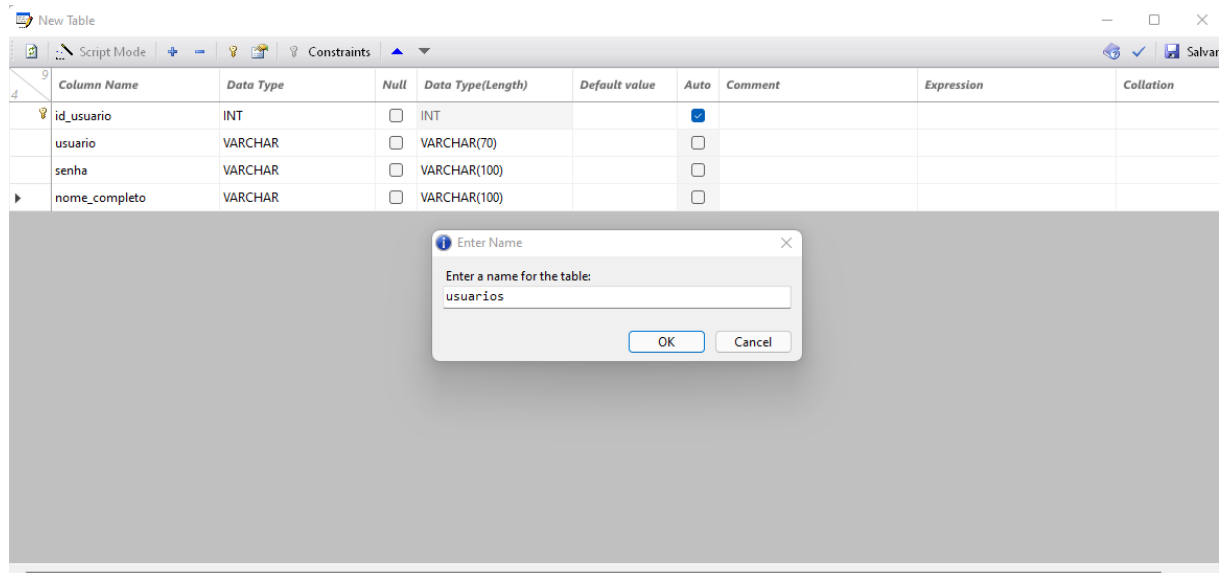 New Table
Script Mode Constraints Salvar
9 Column Name Data Type Null Data Type(Length) Default value Auto Comment Expression Collation
4
id_usuario INT INT
usuario VARCHAR VARCHAR(70)
senha VARCHAR VARCHAR(100)
nome_completo VARCHAR VARCHAR(100)
Enter Name
Enter a name for the table:
usuarios
OK Cancel